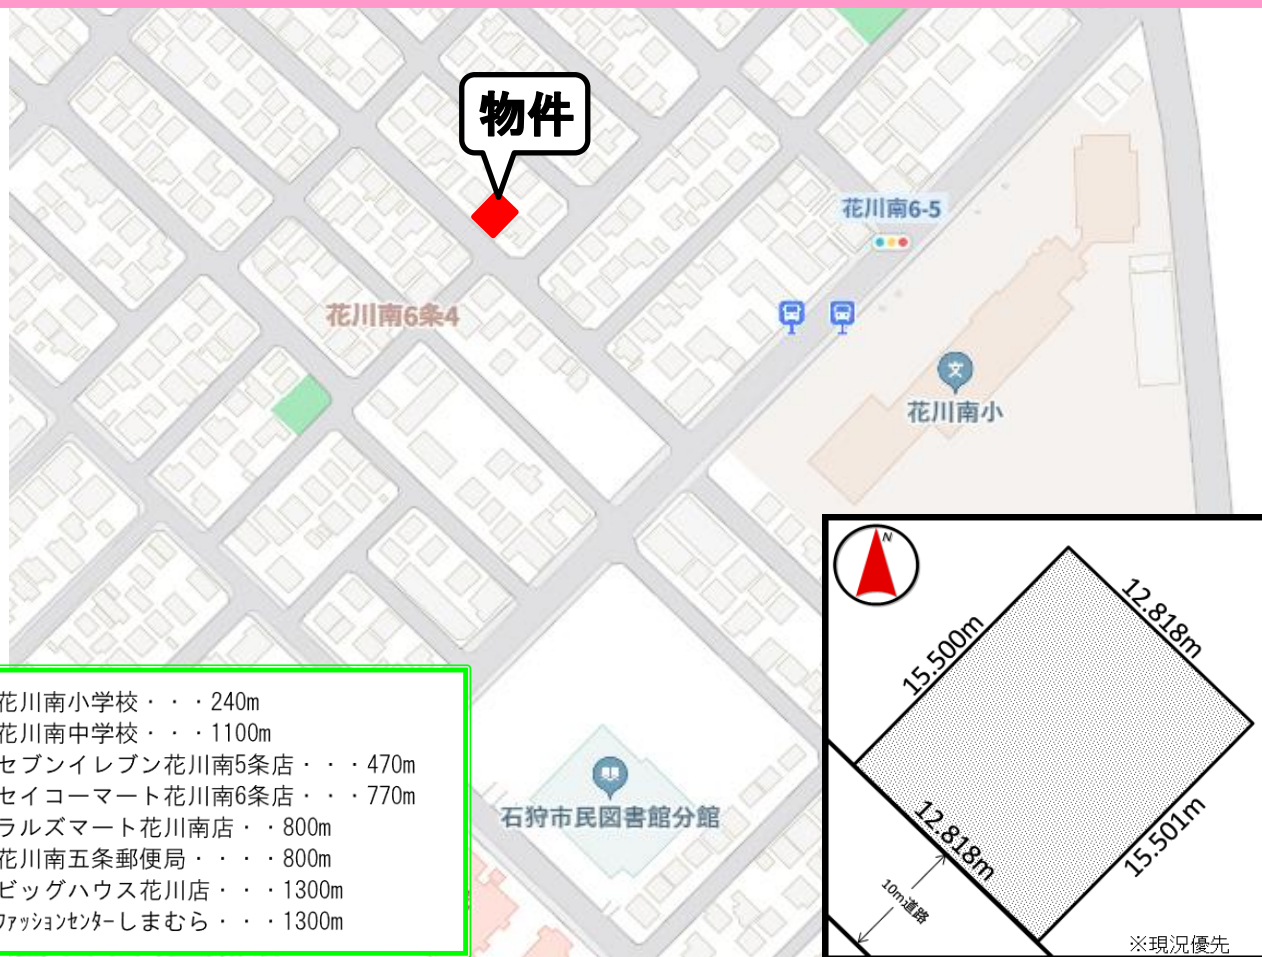 物件
花川南6-5
花川南6条4
花川南小
石狩市民図書館分館
花川南小学校・・・240m
花川南中学校・・・1100m
セブンイレブン花川南5条店・・・470m
セイコーマート花川南6条店・・・770m
ラルズマート花川南店・・800m
花川南五条郵便局・・・・800m
ビッグハウス花川店・・・1300m
ファッションセンターしまむら・・・1300m
N
12.818m
15.500m
12.818m
15.501m
10m道路
※現況優先